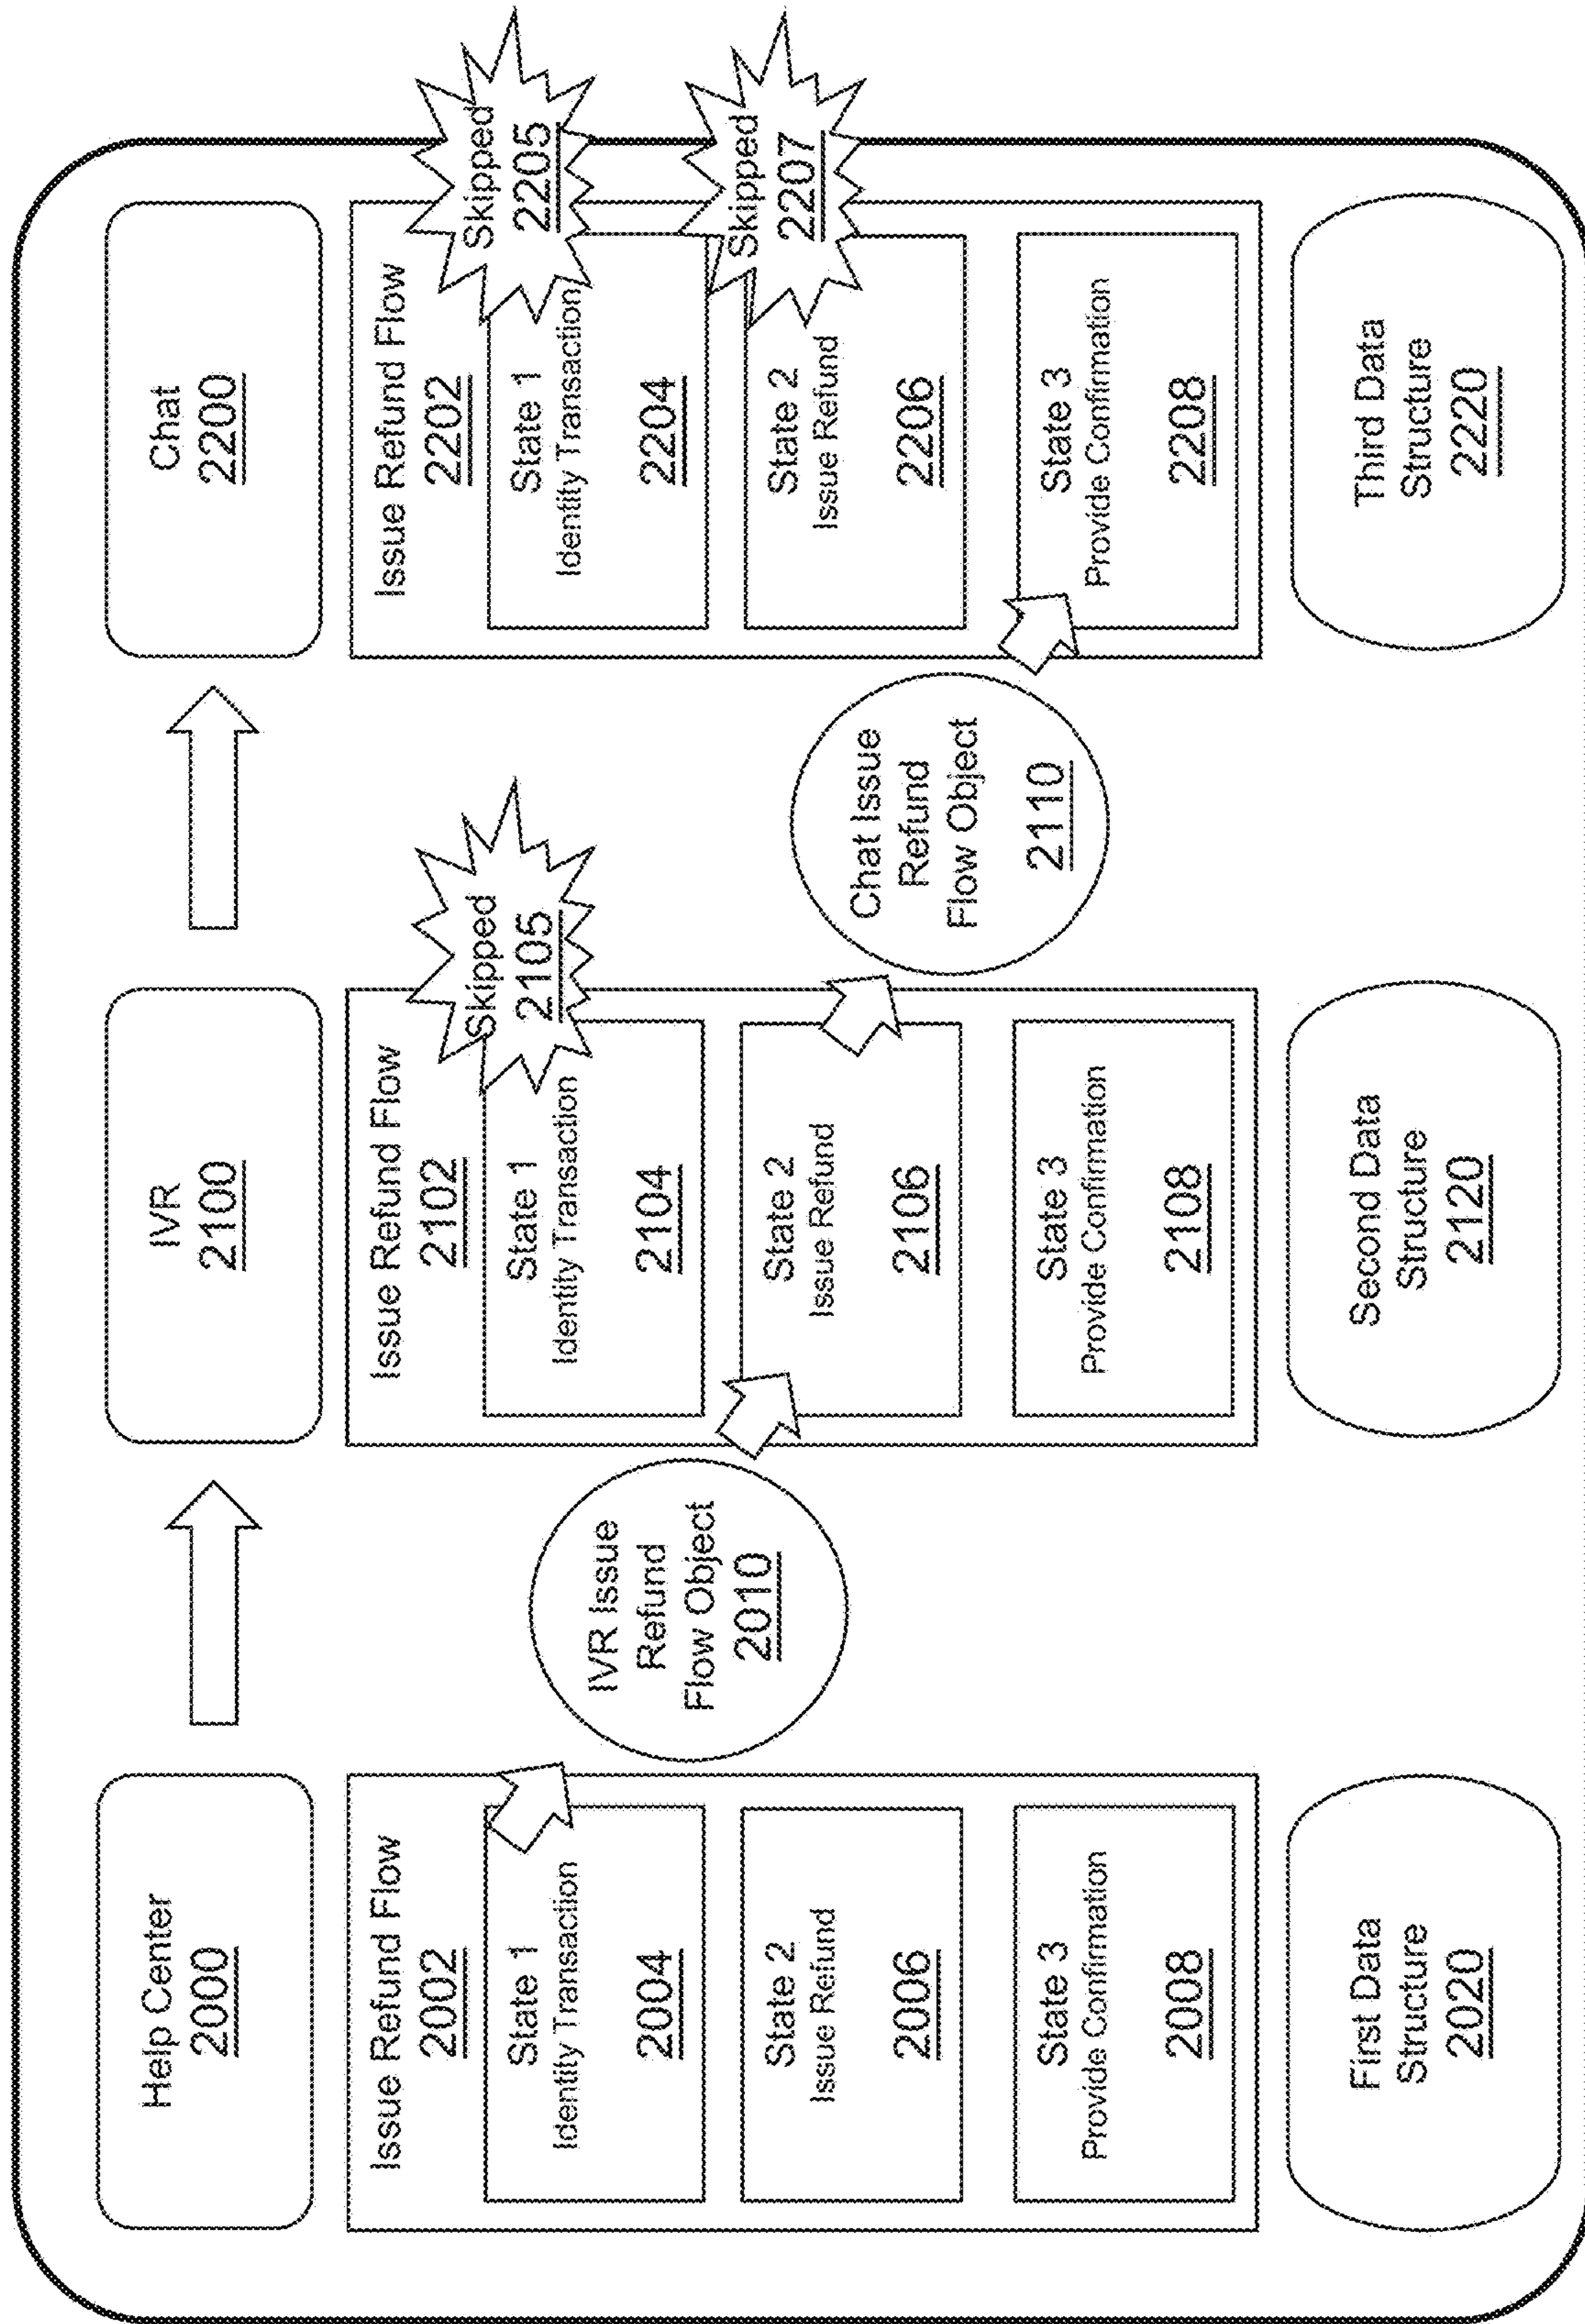 Help Center
2000
Issue Refund Flow
2002
State 1
Identity Transaction
2004
State 2
Issue Refund
2006
State 3
Provide Confirmation
2008
First Data
Structure
2020
IVR Issue
Refund
Flow Object
2010
IVR
2100
Issue Refund Flow
2102
Skipped
2105
State 1
Identity Transaction
2104
State 2
Issue Refund
2106
State 3
Provide Confirmation
2108
Second Data
Structure
2120
Chat Issue
Refund
Flow Object
2110
Chat
2200
Issue Refund Flow
2202
Skipped
2205
State 1
Identity Transaction
2204
Skipped
2207
State 2
Issue Refund
2206
State 3
Provide Confirmation
2208
Third Data
Structure
2220